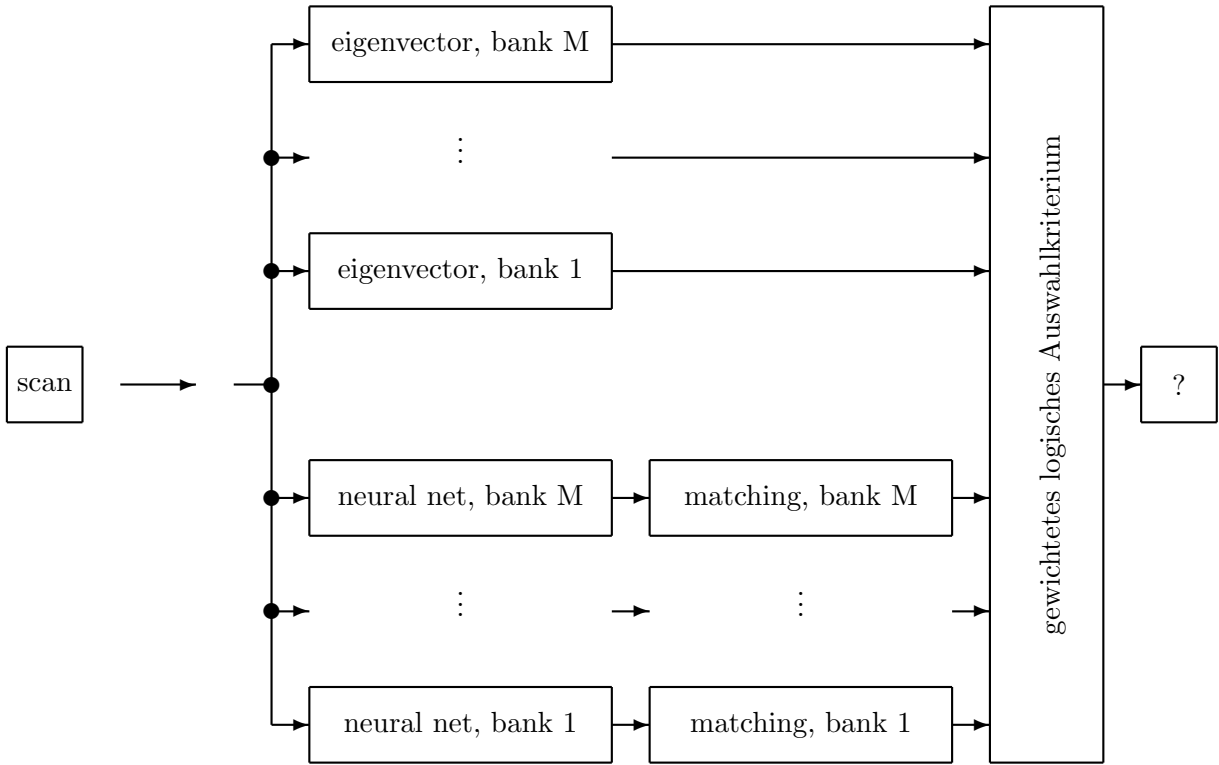 eigenvector, bank M
⋮
eigenvector, bank 1
scan
gewichtetes logisches Auswahlkriterium
?
neural net, bank M
matching, bank M
⋮
⋮
neural net, bank 1
matching, bank 1